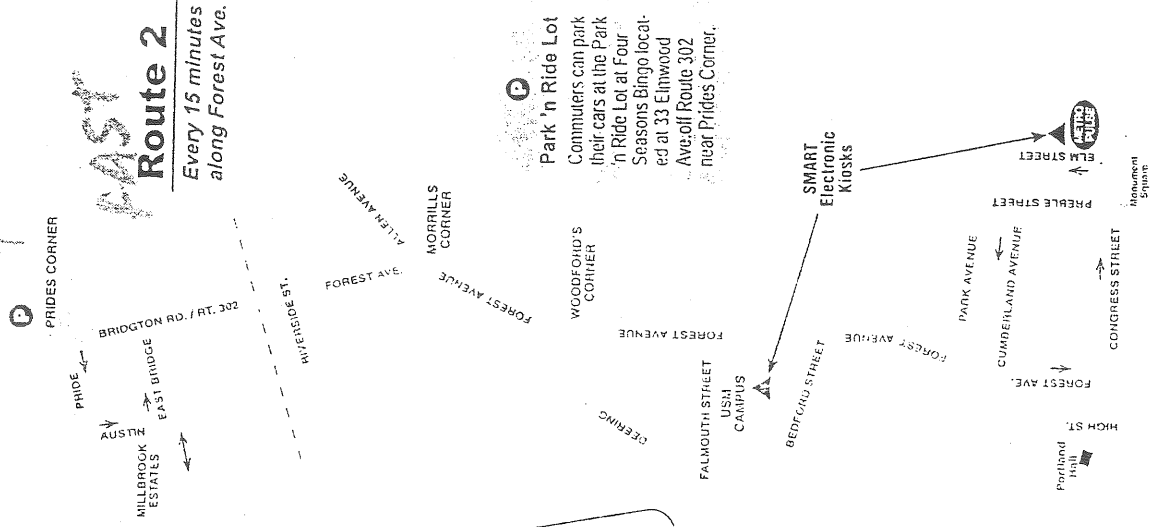 PAST
Route 2
Every 15 minutes
along Forest Ave.
P
Park 'n Ride Lot
Commuters can park
their cars at the Park
'n Ride Lot at Four
Seasons Bingo locat-
ed at 33 Elmwood
Ave. off Route 302
near Prides Corner.
P
PRIDES CORNER
PRIDE
BRIDGTON RD. / RT. 302
EAST BRIDGE
AUSTIN
MILLBROOK
ESTATES
RIVERSIDE ST.
FOREST AVE.
ALLEN AVENUE
MORRILLS
CORNER
FOREST AVENUE
WOODFORD'S
CORNER
FOREST AVENUE
DEERING
FALMOUTH STREET
USM
CAMPUS
BEDFORD STREET
SMART
Electronic
Kiosks
FOREST AVENUE
PARK AVENUE
CUMBERLAND AVENUE
FOREST AVE.
HIGH ST.
Portland
Hall
CONGRESS STREET
PREBLE STREET
ELM STREET
METRO
PULSE
Monument
Square